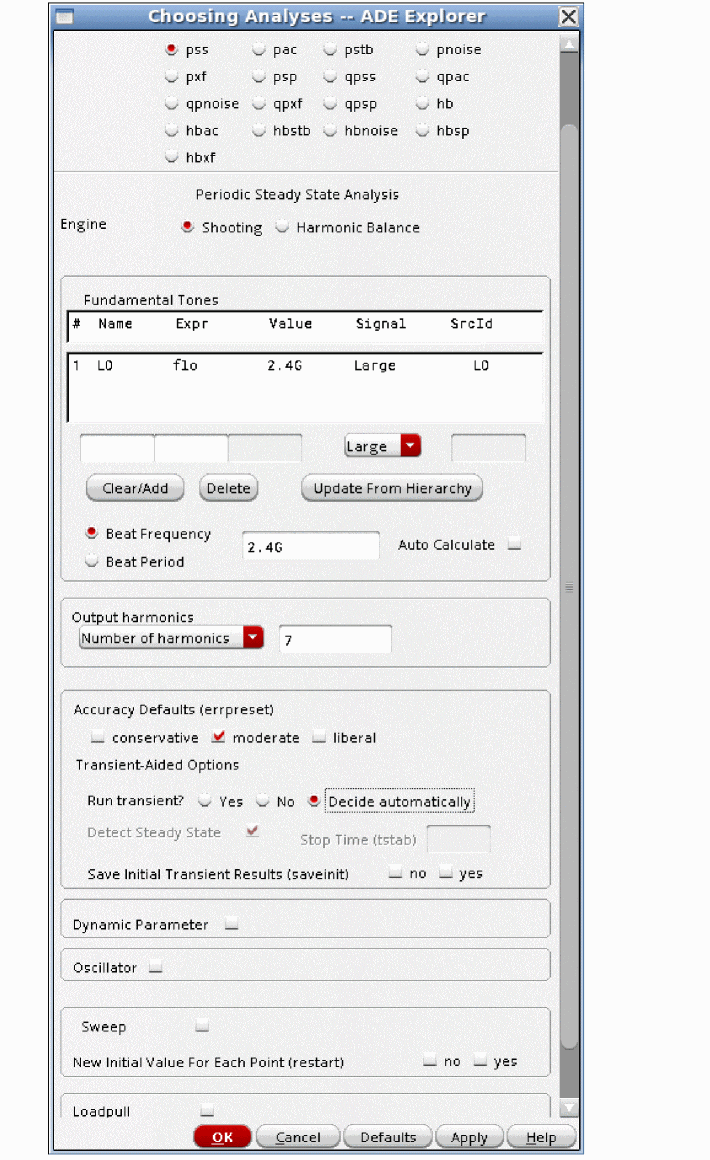 Choosing Analyses -- ADE Explorer
pss pac pstb pnoise
pxf psp qpss qpac
qpnoise qpxf qpsp hb
hbac hbstb hbnoise hbsp
hbxf
Periodic Steady State Analysis
Engine Shooting Harmonic Balance
Fundamental Tones
# Name Expr Value Signal SrcId
1 LO flo 2.4G Large LO
Large
Clear/Add Delete Update From Hierarchy
Beat Frequency 2.4G Auto Calculate
Beat Period
Output harmonics
Number of harmonics 7
Accuracy Defaults (errpreset)
conservative moderate liberal
Transient-Aided Options
Run transient? Yes No Decide automatically
Detect Steady State Stop Time (tstab)
Save Initial Transient Results (saveinit) no yes
Dynamic Parameter
Oscillator
Sweep
New Initial Value For Each Point (restart) no yes
Loadpull
OK Cancel Defaults Apply Help